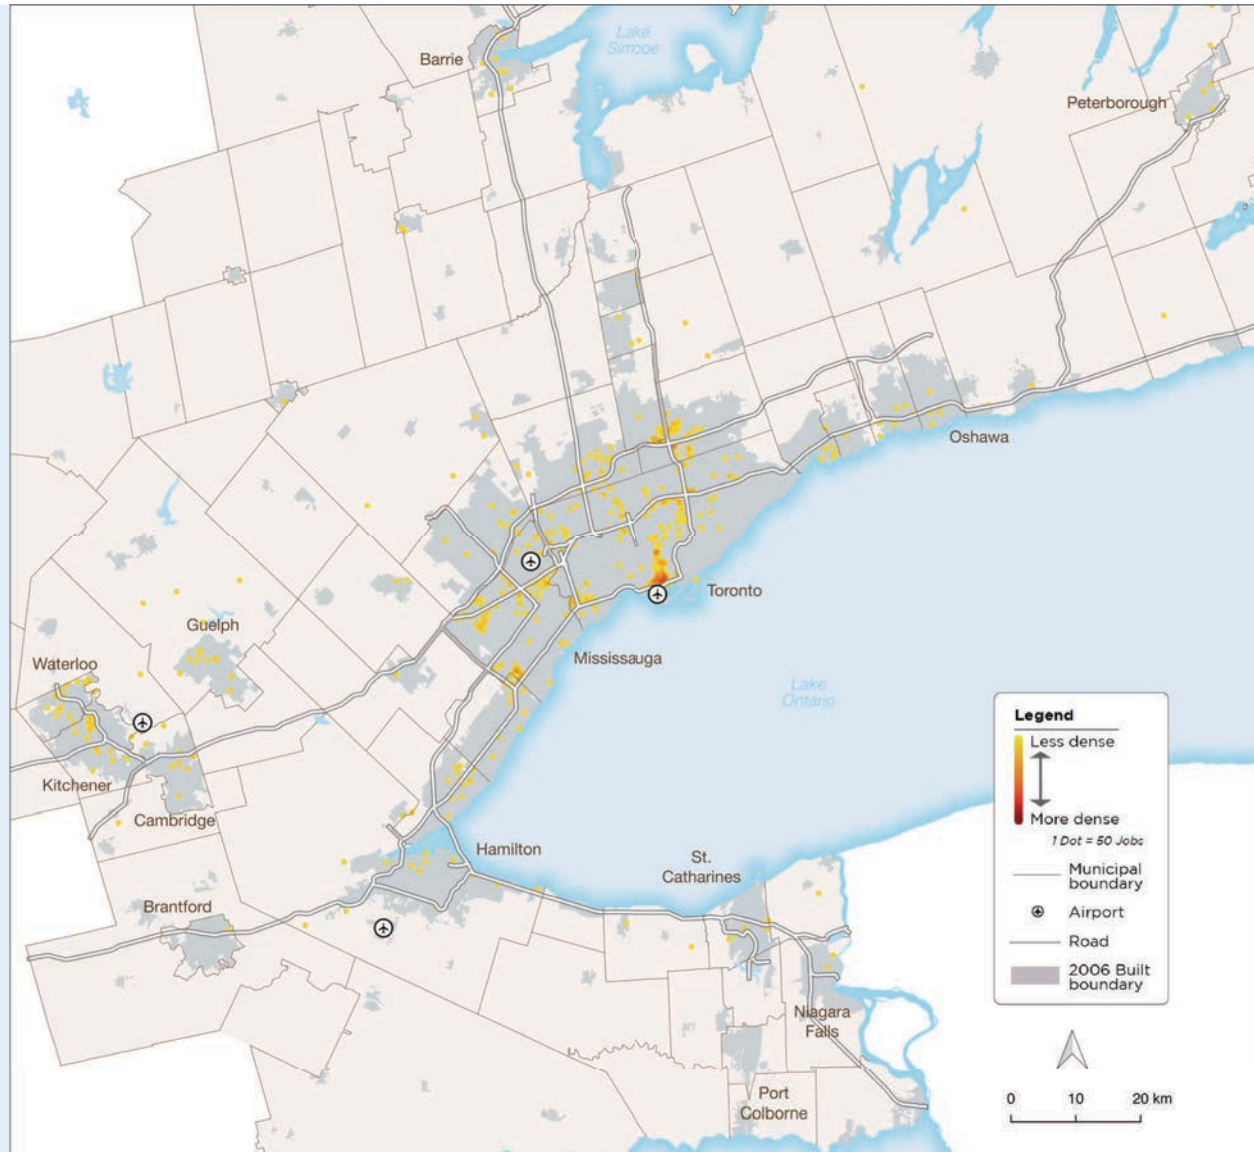 Lake
Simcoe
Barrie
Peterborough
Oshawa
Toronto
Guelph
Mississauga
Waterloo
Lake
Ontario
Kitchener
Cambridge
Hamilton
St.
Catharines
Brantford
Niagara
Falls
Port
Colborne
Legend
Less dense
More dense
1 Dot = 50 Jobs
Municipal
boundary
Airport
Road
2006 Built
boundary
0 10 20 km